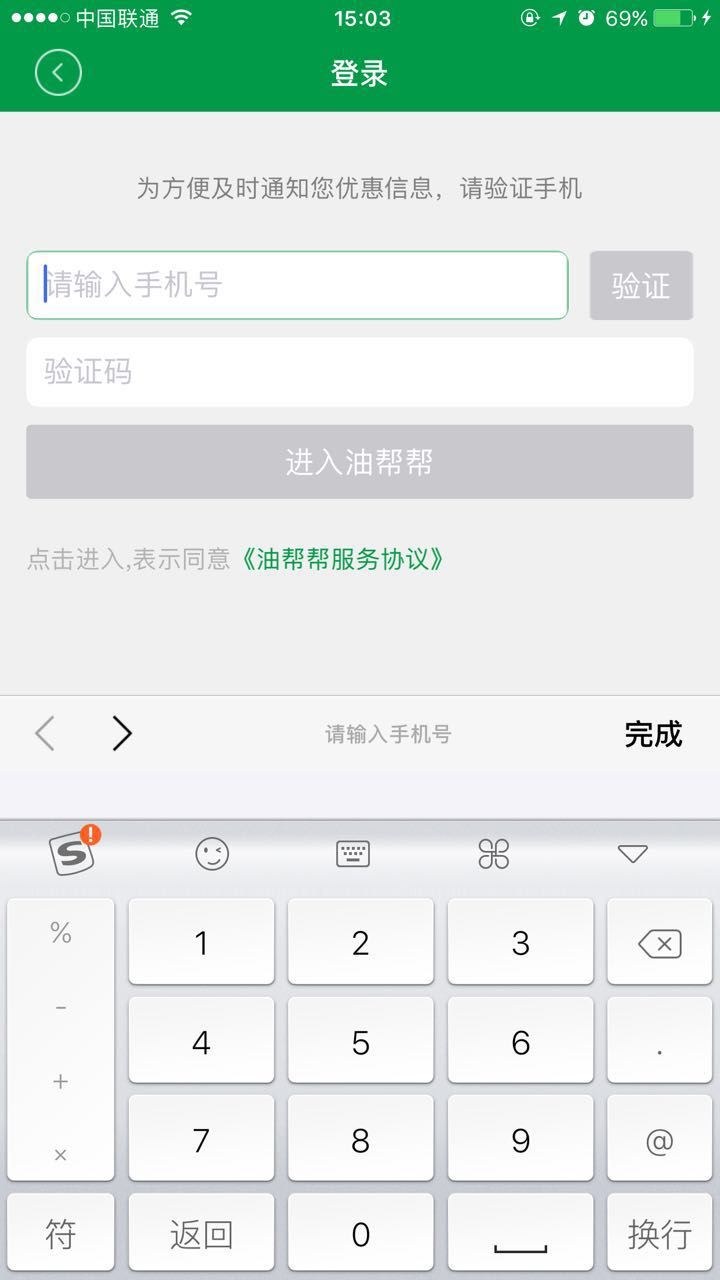 中国联通 15:03 69%
登录
为方便及时通知您优惠信息，请验证手机
请输入手机号 验证
验证码
进入油帮帮
点击进入,表示同意《油帮帮服务协议》
请输入手机号 完成
S !
% 1 2 3
- 4 5 6 .
+ 7 8 9 @
×
符 返回 0 换行